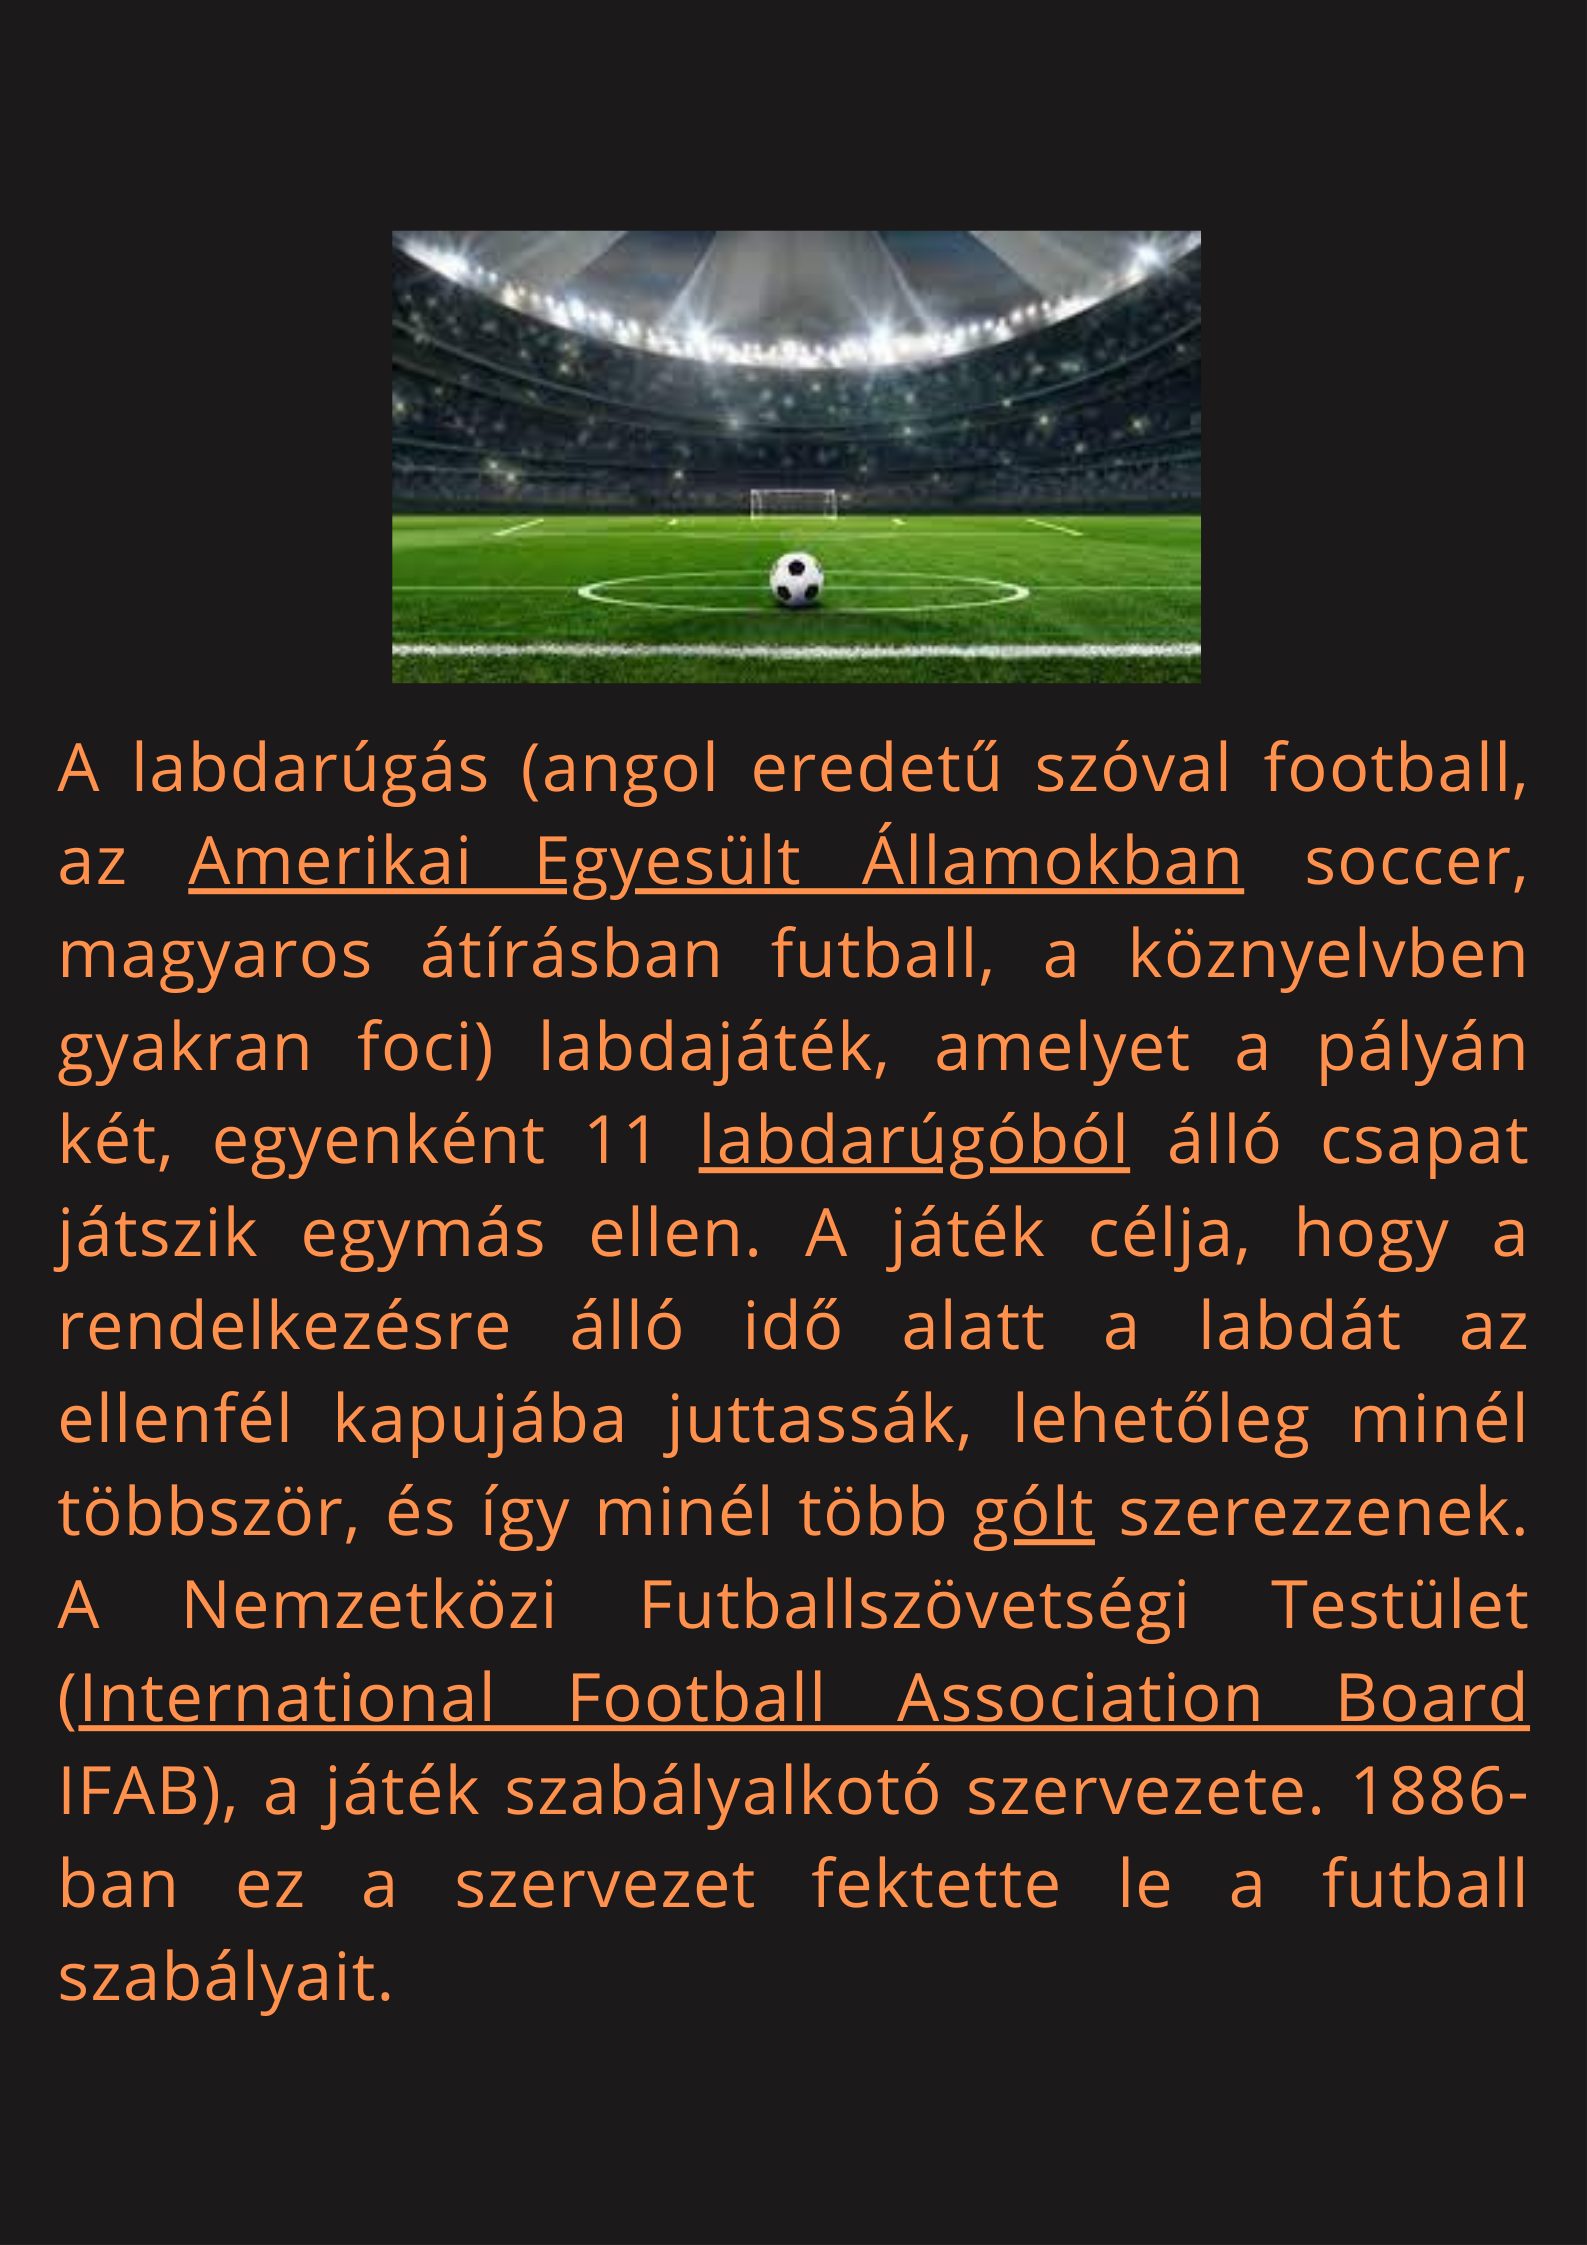 A labdarúgás (angol eredetű szóval football,
az Amerikai Egyesült Államokban soccer,
magyaros átírásban futball, a köznyelvben
gyakran foci) labdajáték, amelyet a pályán
két, egyenként 11 labdarúgóból álló csapat
játszik egymás ellen. A játék célja, hogy a
rendelkezésre álló idő alatt a labdát az
ellenfél kapujába juttassák, lehetőleg minél
többször, és így minél több gólt szerezzenek.
A Nemzetközi Futballszövetségi Testület
(International Football Association Board
IFAB), a játék szabályalkotó szervezete. 1886-
ban ez a szervezet fektette le a futball
szabályait.